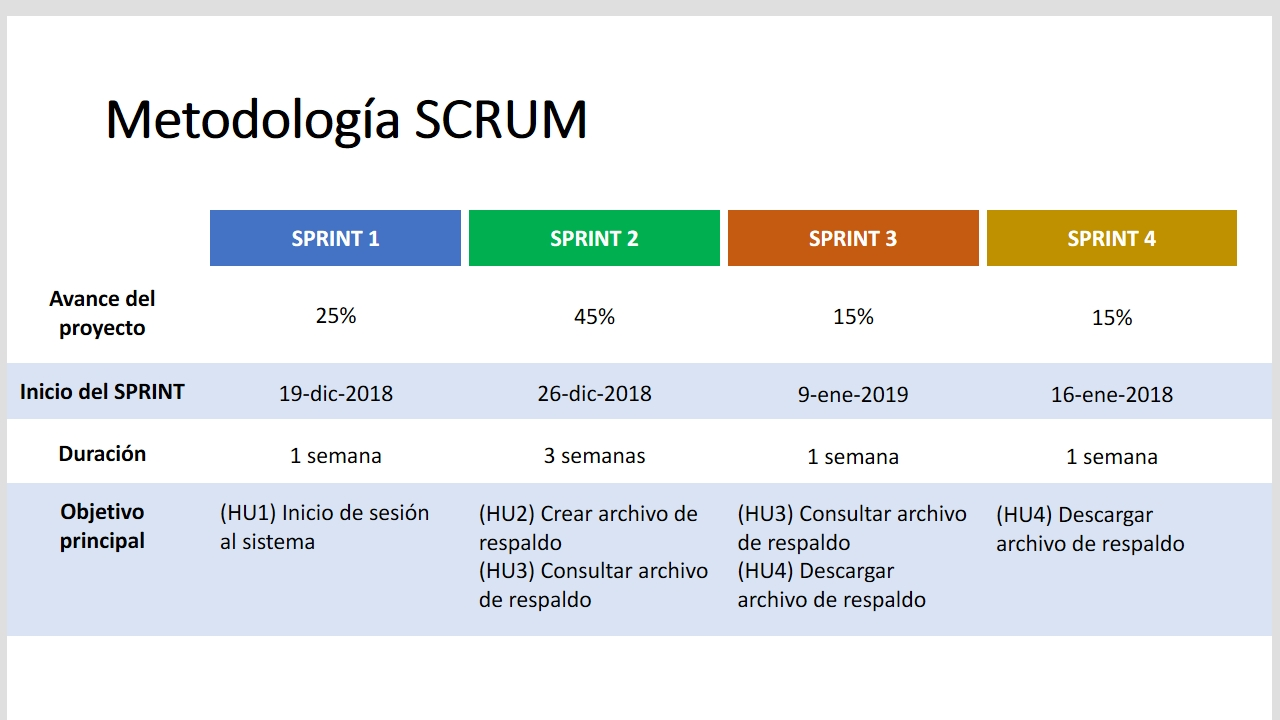 Metodología SCRUM
SPRINT 1
SPRINT 2
SPRINT 3
SPRINT 4
Avance del
proyecto
25%
45%
15%
15%
Inicio del SPRINT
19-dic-2018
26-dic-2018
9-ene-2019
16-ene-2018
Duración
1 semana
3 semanas
1 semana
1 semana
Objetivo
principal
(HU1) Inicio de sesión
al sistema
(HU2) Crear archivo de
respaldo
(HU3) Consultar archivo
de respaldo
(HU3) Consultar archivo
de respaldo
(HU4) Descargar
archivo de respaldo
(HU4) Descargar
archivo de respaldo